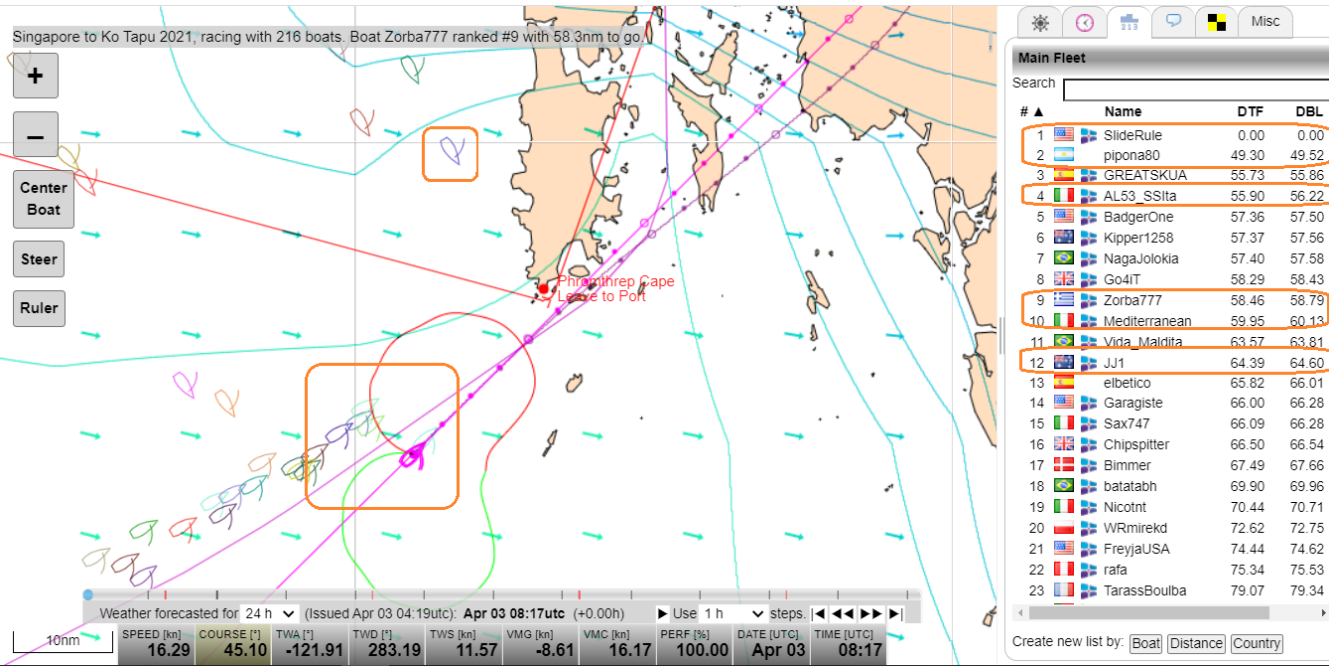 Singapore to Ko Tapu 2021, racing with 216 boats. Boat Zorba777 ranked #9 with 58.3nm to go.
+
–
Center
Boat
Steer
Ruler
Phromthrep Cape
Leave to Port
10nm
Weather forecasted for 24 h (Issued Apr 03 04:19utc): Apr 03 08:17utc (+0.00h) Use 1 h steps.
SPEED [kn] COURSE [°] TWA [°] TWD [°] TWS [kn] VMG [kn] VMC [kn] PERF [%] DATE [UTC] TIME [UTC]
16.29 45.10 -121.91 283.19 11.57 -8.61 16.17 100.00 Apr 03 08:17
313
Misc
Main Fleet
Search
# ▲ Name DTF DBL
1 SlideRule 0.00 0.00
2 pipona80 49.30 49.52
3 GREATSKUA 55.73 55.86
4 AL53_SSIta 55.90 56.22
5 BadgerOne 57.36 57.50
6 Kipper1258 57.37 57.56
7 NagaJolokia 57.40 57.58
8 Go4iT 58.29 58.43
9 Zorba777 58.46 58.79
10 Mediterranean 59.95 60.13
11 Vida_Maldita 63.57 63.81
12 JJ1 64.39 64.60
13 elbetico 65.82 66.01
14 Garagiste 66.00 66.28
15 Sax747 66.09 66.28
16 Chipspitter 66.50 66.54
17 Bimmer 67.49 67.66
18 batatabh 69.90 69.96
19 Nicotnt 70.44 70.71
20 WRmirekd 72.62 72.75
21 FreyjaUSA 74.44 74.62
22 rafa 75.34 75.53
23 TarassBoulba 79.07 79.34
Create new list by: Boat Distance Country